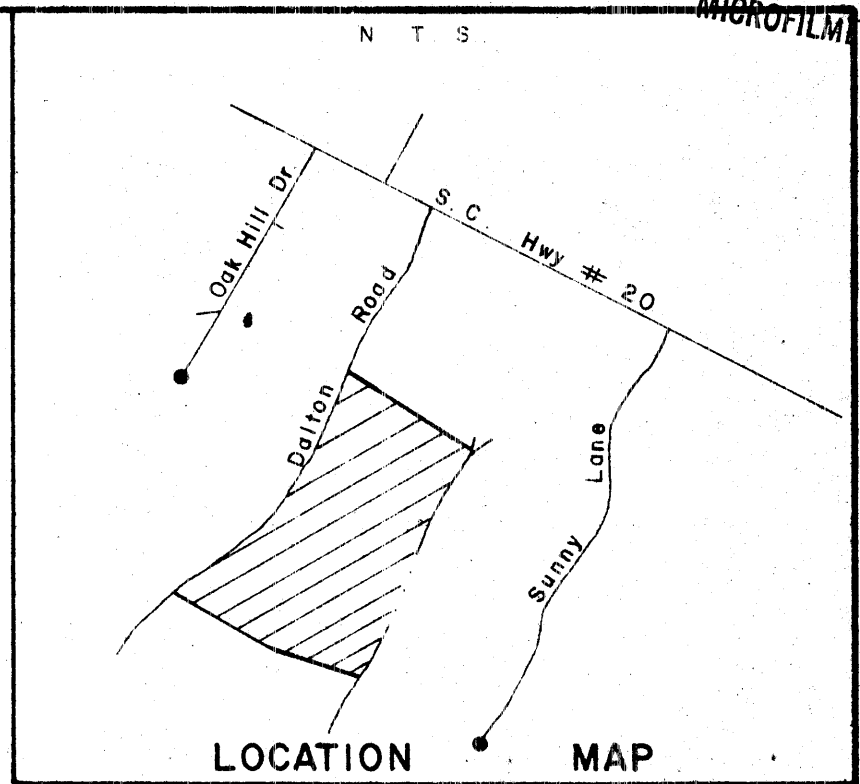 MICROFILM
N T S.
Oak Hill Dr.
S. C. Hwy # 20
Dalton Road
Sunny Lane
LOCATION MAP